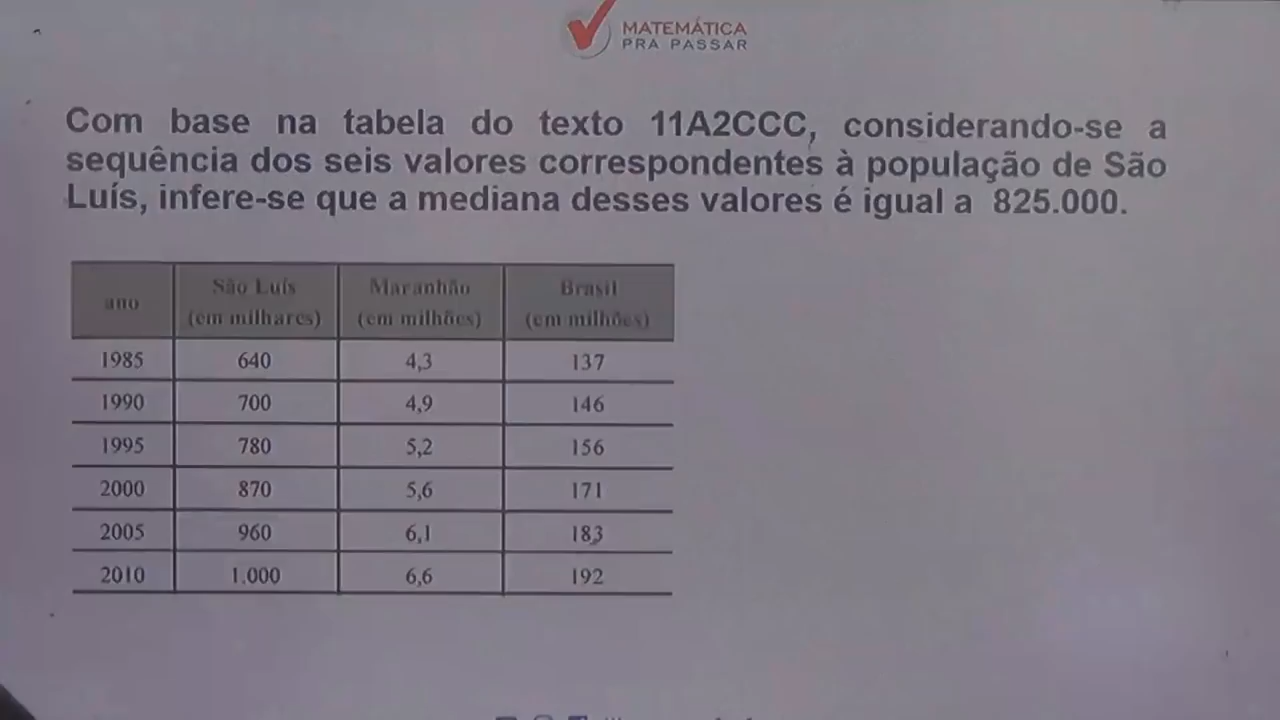 MATEMÁTICA
PRA PASSAR
Com base na tabela do texto 11A2CCC, considerando-se a
sequência dos seis valores correspondentes à população de São
Luís, infere-se que a mediana desses valores é igual a 825.000.
ano São Luís (em milhares) Maranhão (em milhões) Brasil (em milhões)
1985 640 4,3 137
1990 700 4,9 146
1995 780 5,2 156
2000 870 5,6 171
2005 960 6,1 183
2010 1.000 6,6 192